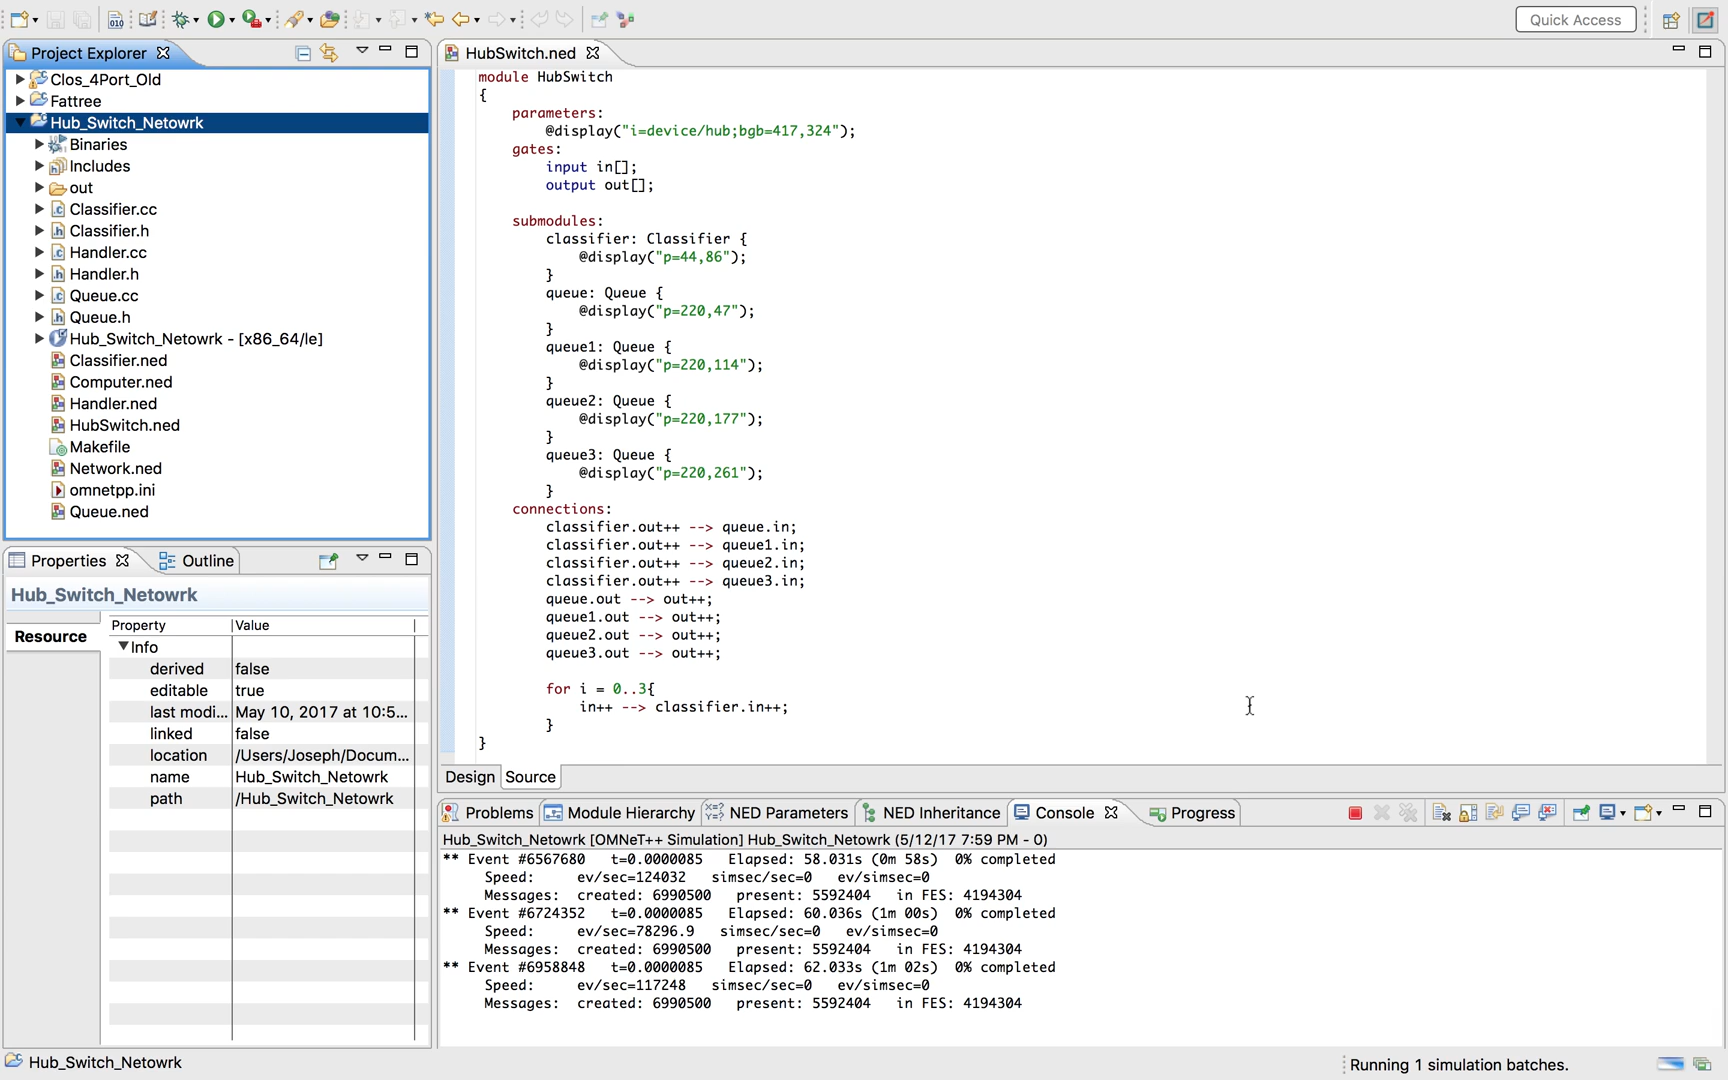 Quick Access
Project Explorer
Clos_4Port_Old
Fattree
Hub_Switch_Netowrk
Binaries
Includes
out
Classifier.cc
Classifier.h
Handler.cc
Handler.h
Queue.cc
Queue.h
Hub_Switch_Netowrk - [x86_64/le]
Classifier.ned
Computer.ned
Handler.ned
HubSwitch.ned
Makefile
Network.ned
omnetpp.ini
Queue.ned
Properties Outline
Hub_Switch_Netowrk
Resource
Property Value
Info
derived false
editable true
last modi... May 10, 2017 at 10:5...
linked false
location /Users/Joseph/Docum...
name Hub_Switch_Netowrk
path /Hub_Switch_Netowrk
HubSwitch.ned
module HubSwitch
{
parameters:
@display("i=device/hub;bgb=417,324");
gates:
input in[];
output out[];
submodules:
classifier: Classifier {
@display("p=44,86");
}
queue: Queue {
@display("p=220,47");
}
queue1: Queue {
@display("p=220,114");
}
queue2: Queue {
@display("p=220,177");
}
queue3: Queue {
@display("p=220,261");
}
connections:
classifier.out++ --> queue.in;
classifier.out++ --> queue1.in;
classifier.out++ --> queue2.in;
classifier.out++ --> queue3.in;
queue.out --> out++;
queue1.out --> out++;
queue2.out --> out++;
queue3.out --> out++;
for i = 0..3{
in++ --> classifier.in++;
}
}
Design Source
Problems Module Hierarchy NED Parameters NED Inheritance Console Progress
Hub_Switch_Netowrk [OMNeT++ Simulation] Hub_Switch_Netowrk (5/12/17 7:59 PM - 0)
** Event #6567680 t=0.0000085 Elapsed: 58.031s (0m 58s) 0% completed
Speed: ev/sec=124032 simsec/sec=0 ev/simsec=0
Messages: created: 6990500 present: 5592404 in FES: 4194304
** Event #6724352 t=0.0000085 Elapsed: 60.036s (1m 00s) 0% completed
Speed: ev/sec=78296.9 simsec/sec=0 ev/simsec=0
Messages: created: 6990500 present: 5592404 in FES: 4194304
** Event #6958848 t=0.0000085 Elapsed: 62.033s (1m 02s) 0% completed
Speed: ev/sec=117248 simsec/sec=0 ev/simsec=0
Messages: created: 6990500 present: 5592404 in FES: 4194304
Hub_Switch_Netowrk
Running 1 simulation batches.